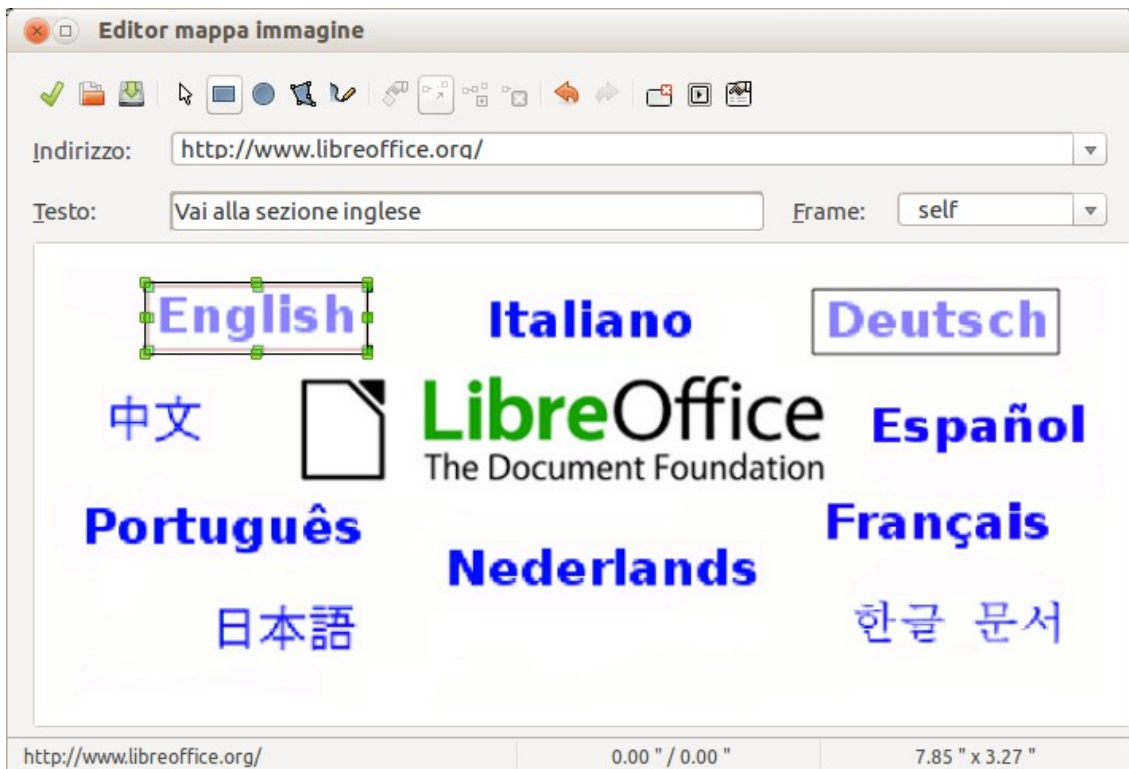 Editor mappa immagine
Indirizzo: http://www.libreoffice.org/
Testo: Vai alla sezione inglese Frame: self
English Italiano Deutsch
中文 LibreOffice Español
The Document Foundation
Português Français
Nederlands
日本語 한글 문서
http://www.libreoffice.org/ 0.00 " / 0.00 " 7.85 " x 3.27 "